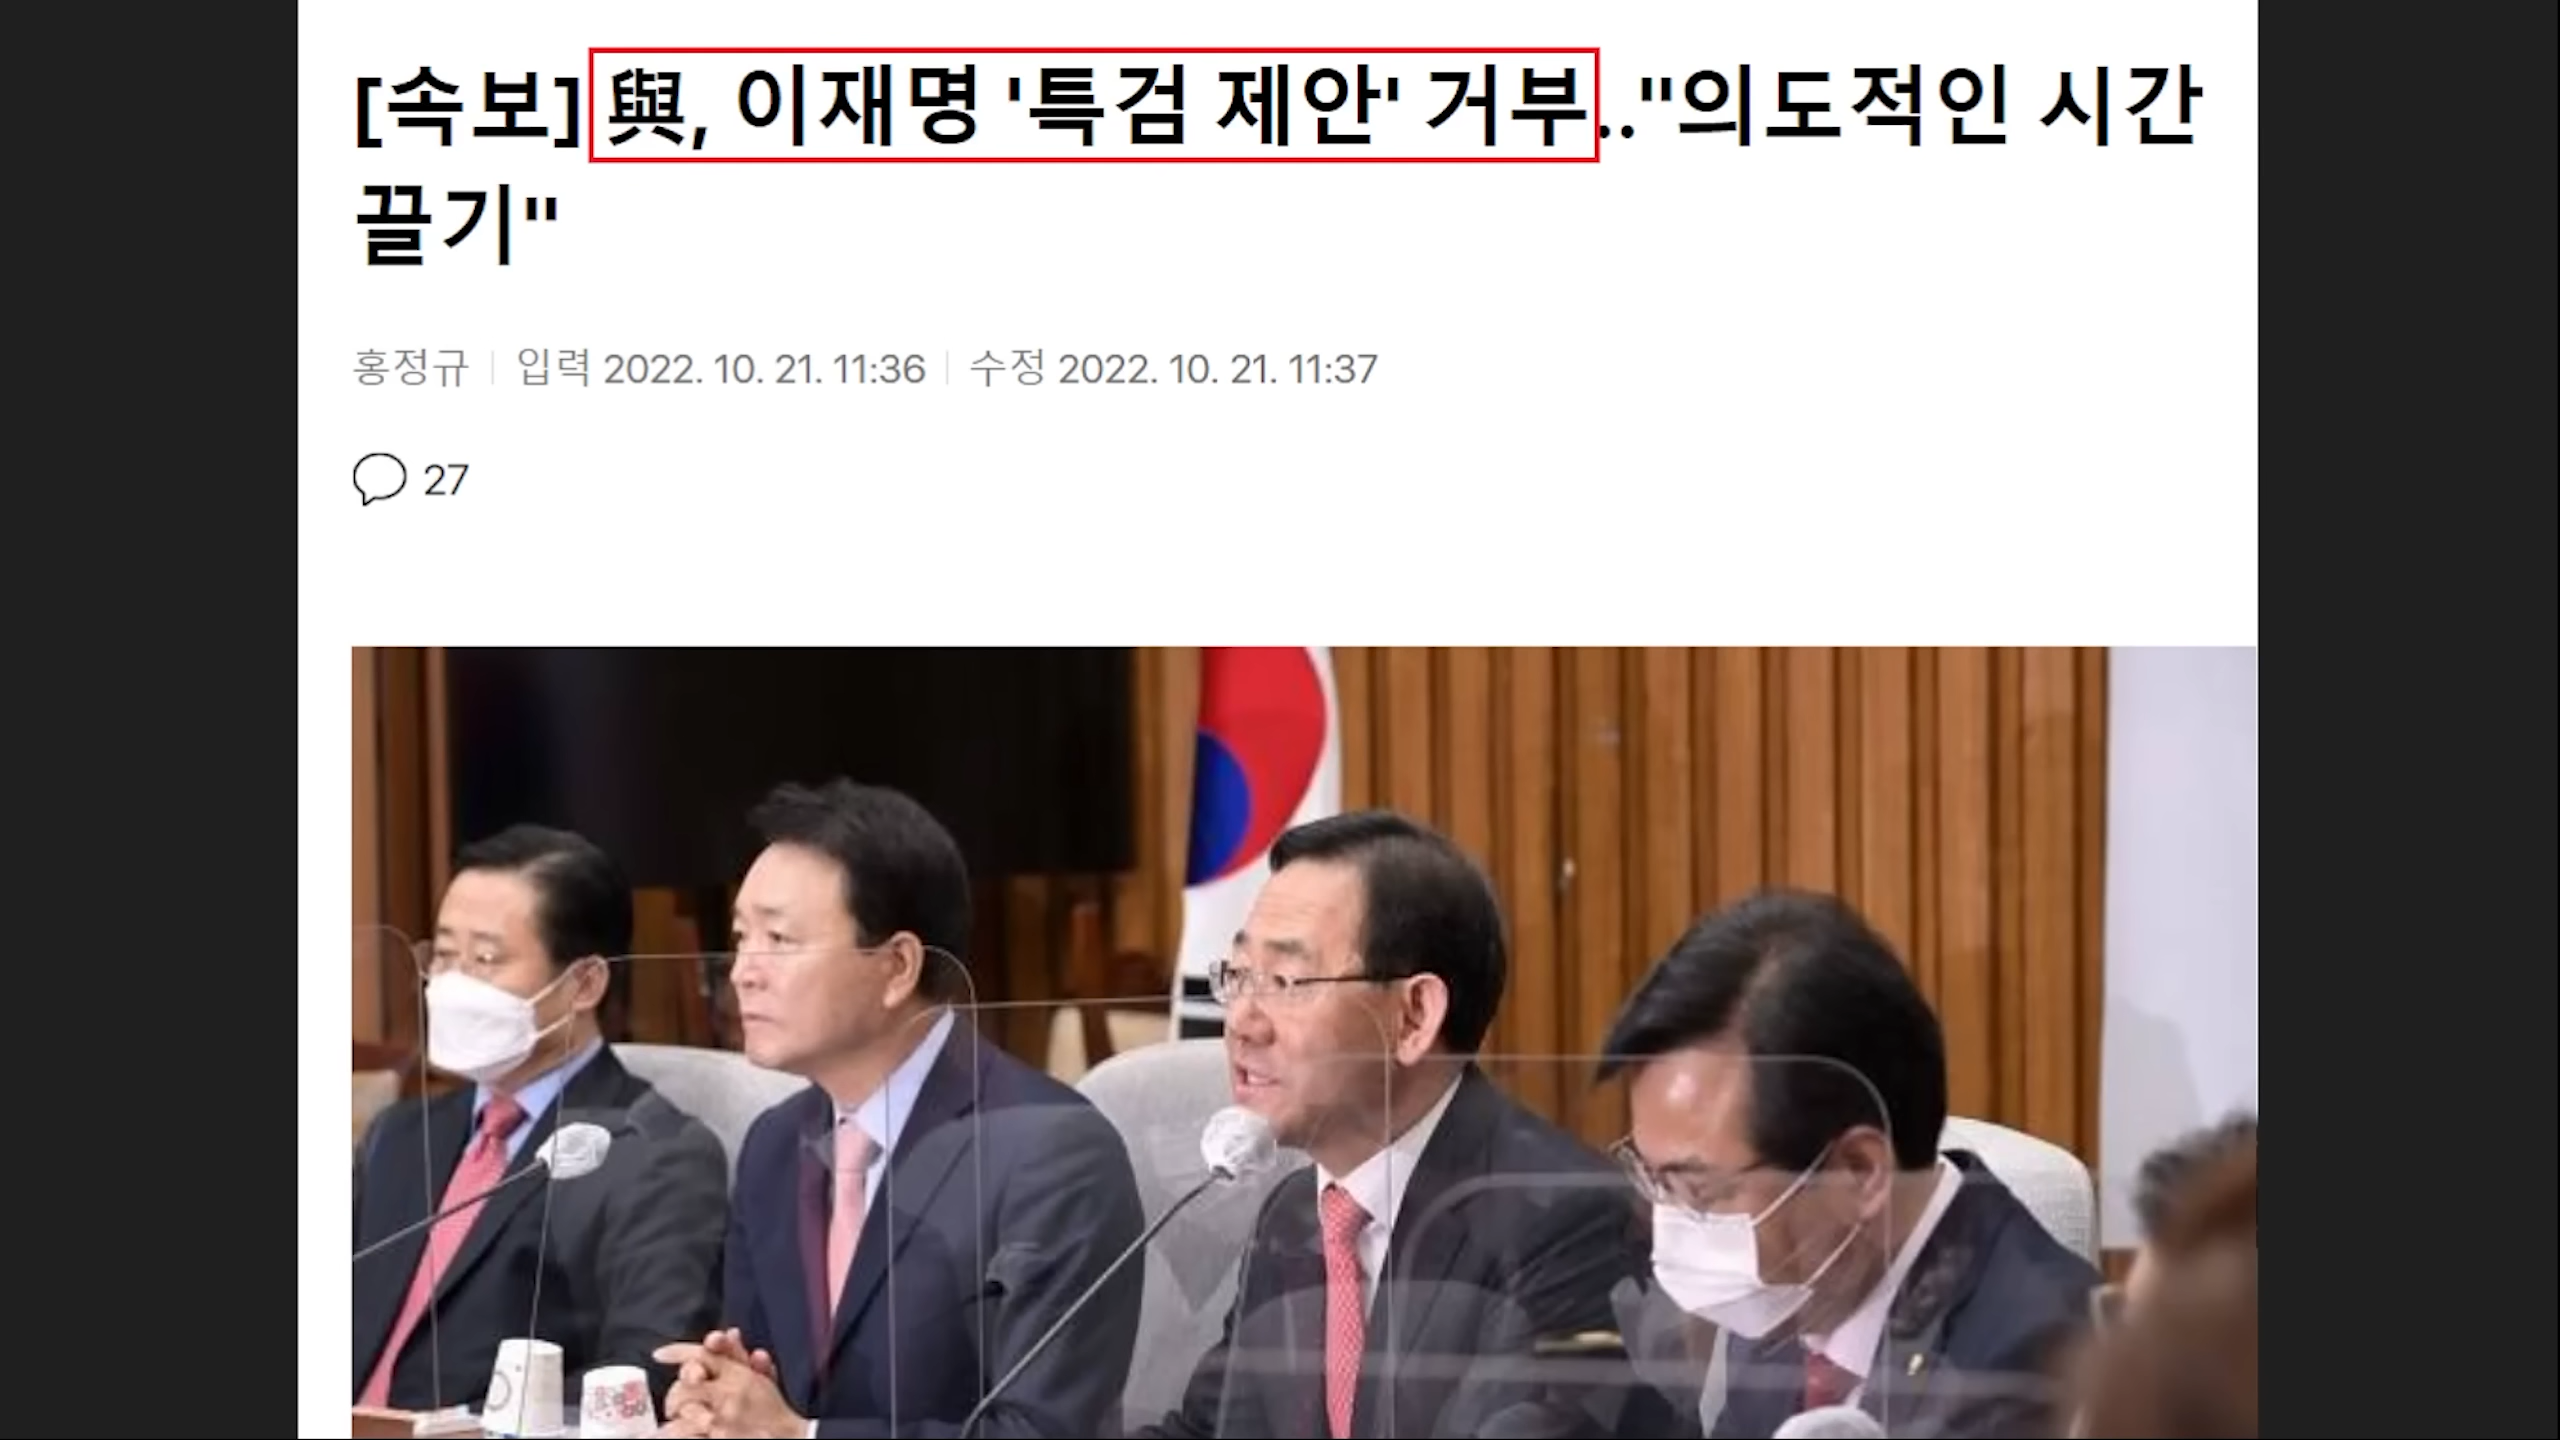 [속보] 與, 이재명 '특검 제안' 거부.."의도적인 시간
끌기"
홍정규 입력 2022. 10. 21. 11:36 수정 2022. 10. 21. 11:37
27